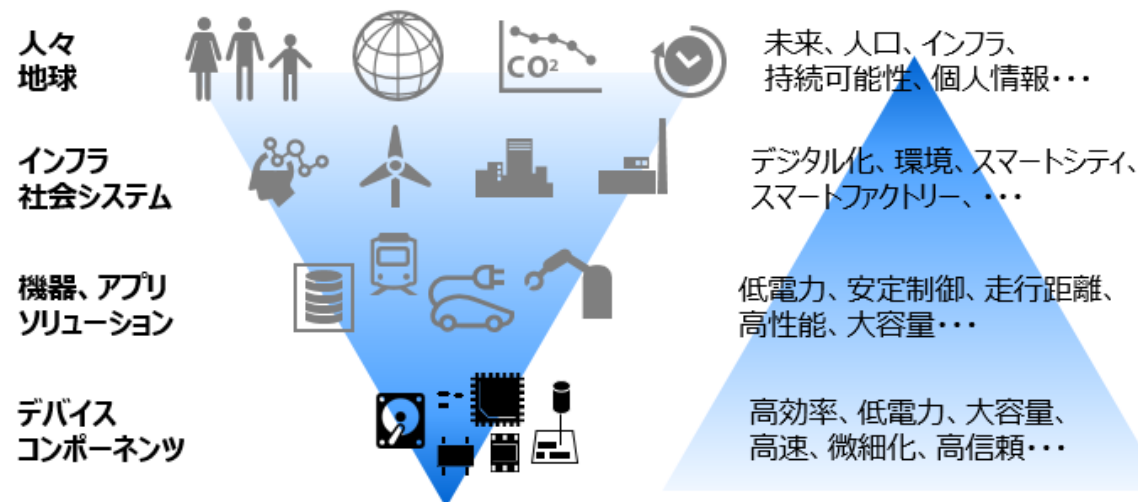 人々
地球
CO²
未来、人口、インフラ、
持続可能性、個人情報・・・
インフラ
社会システム
デジタル化、環境、スマートシティ、
スマートファクトリー、・・・
機器、アプリ
ソリューション
低電力、安定制御、走行距離、
高性能、大容量・・・
デバイス
コンポーネンツ
高効率、低電力、大容量、
高速、微細化、高信頼・・・